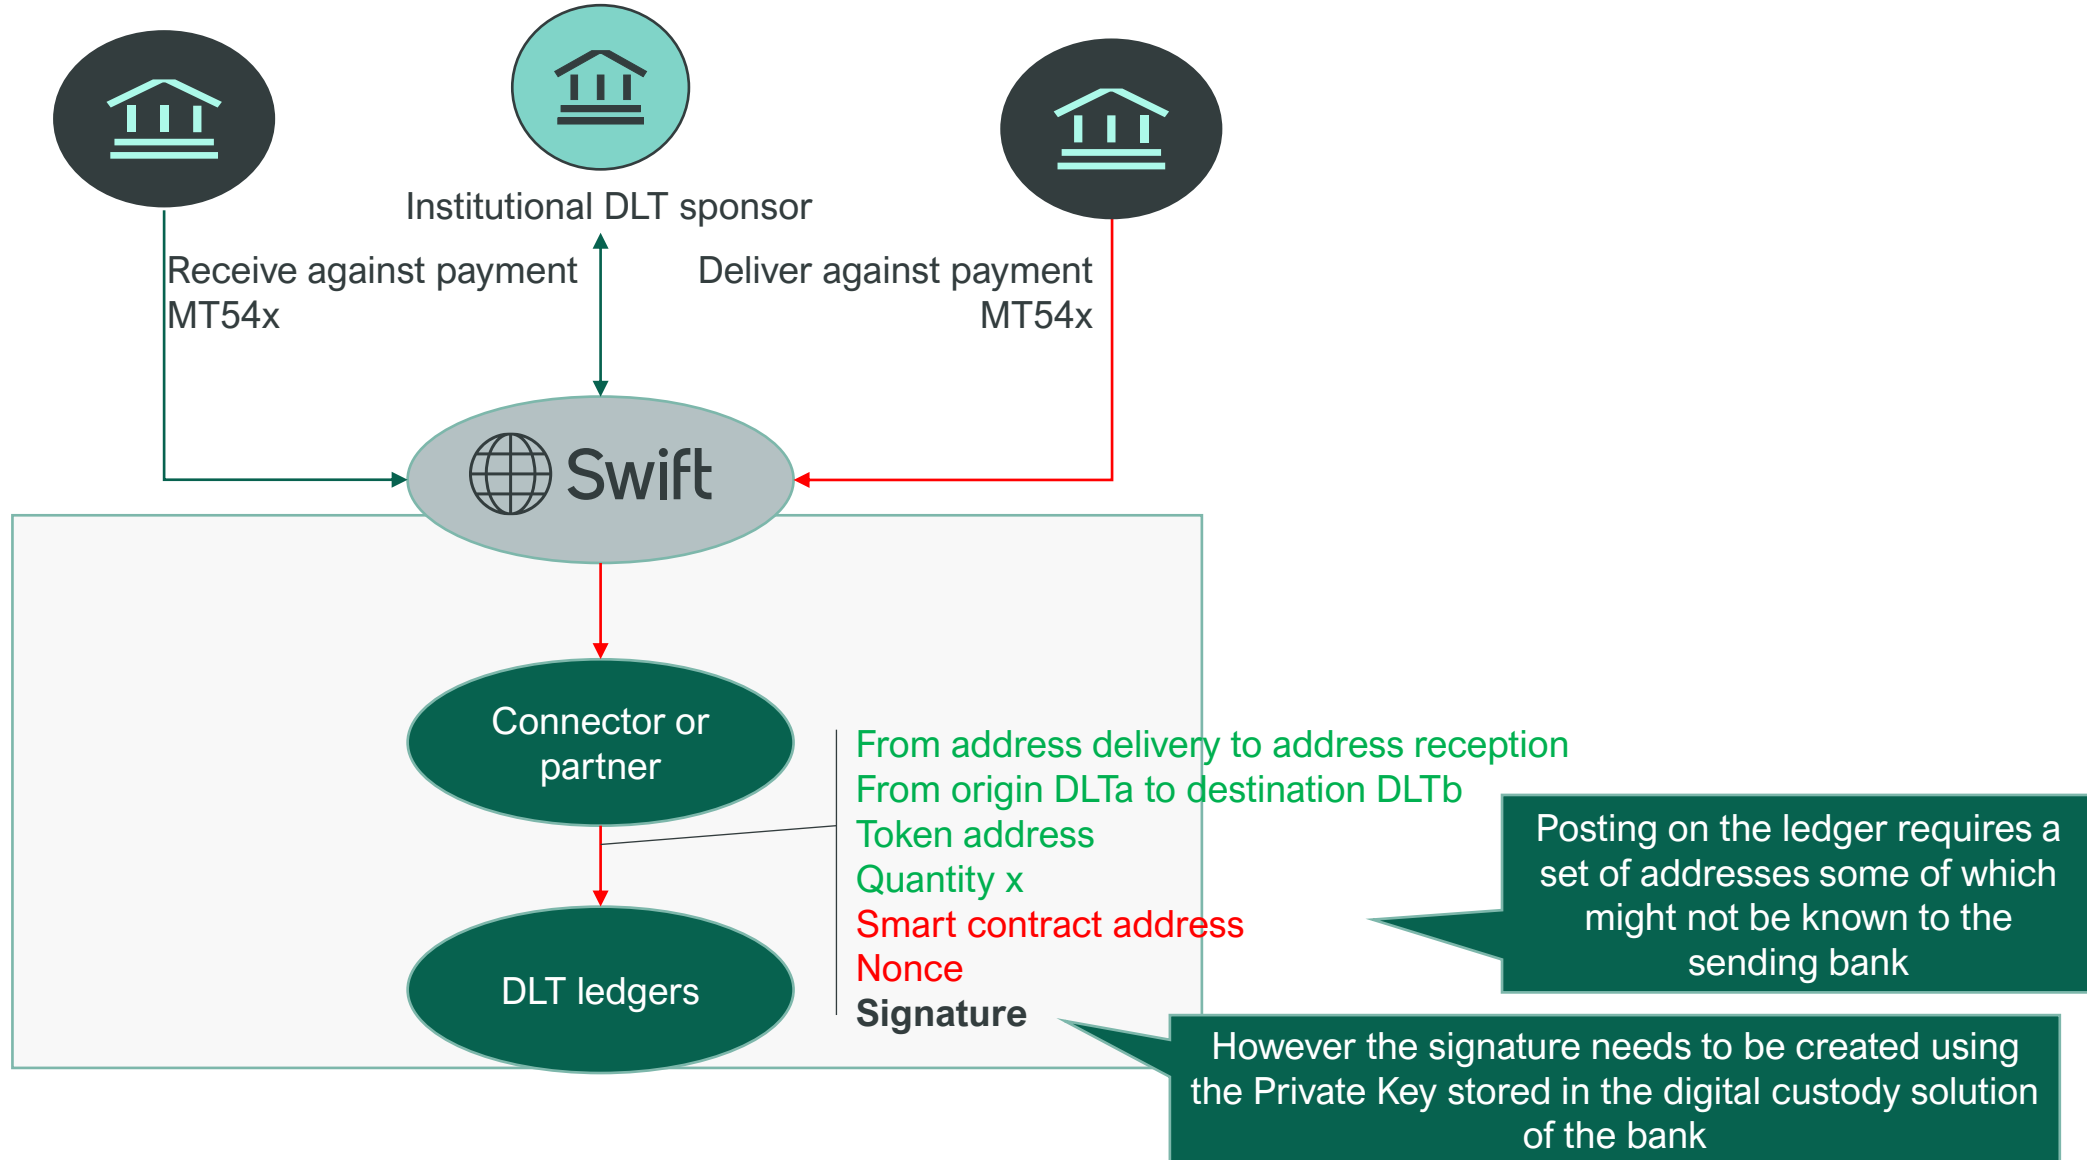 Institutional DLT sponsor
Receive against payment
MT54x
Deliver against payment
MT54x
Swift
Connector or
partner
From address delivery to address reception
From origin DLTa to destination DLTb
Token address
Quantity x
Smart contract address
Nonce
Signature
DLT ledgers
Posting on the ledger requires a
set of addresses some of which
might not be known to the
sending bank
However the signature needs to be created using
the Private Key stored in the digital custody solution
of the bank